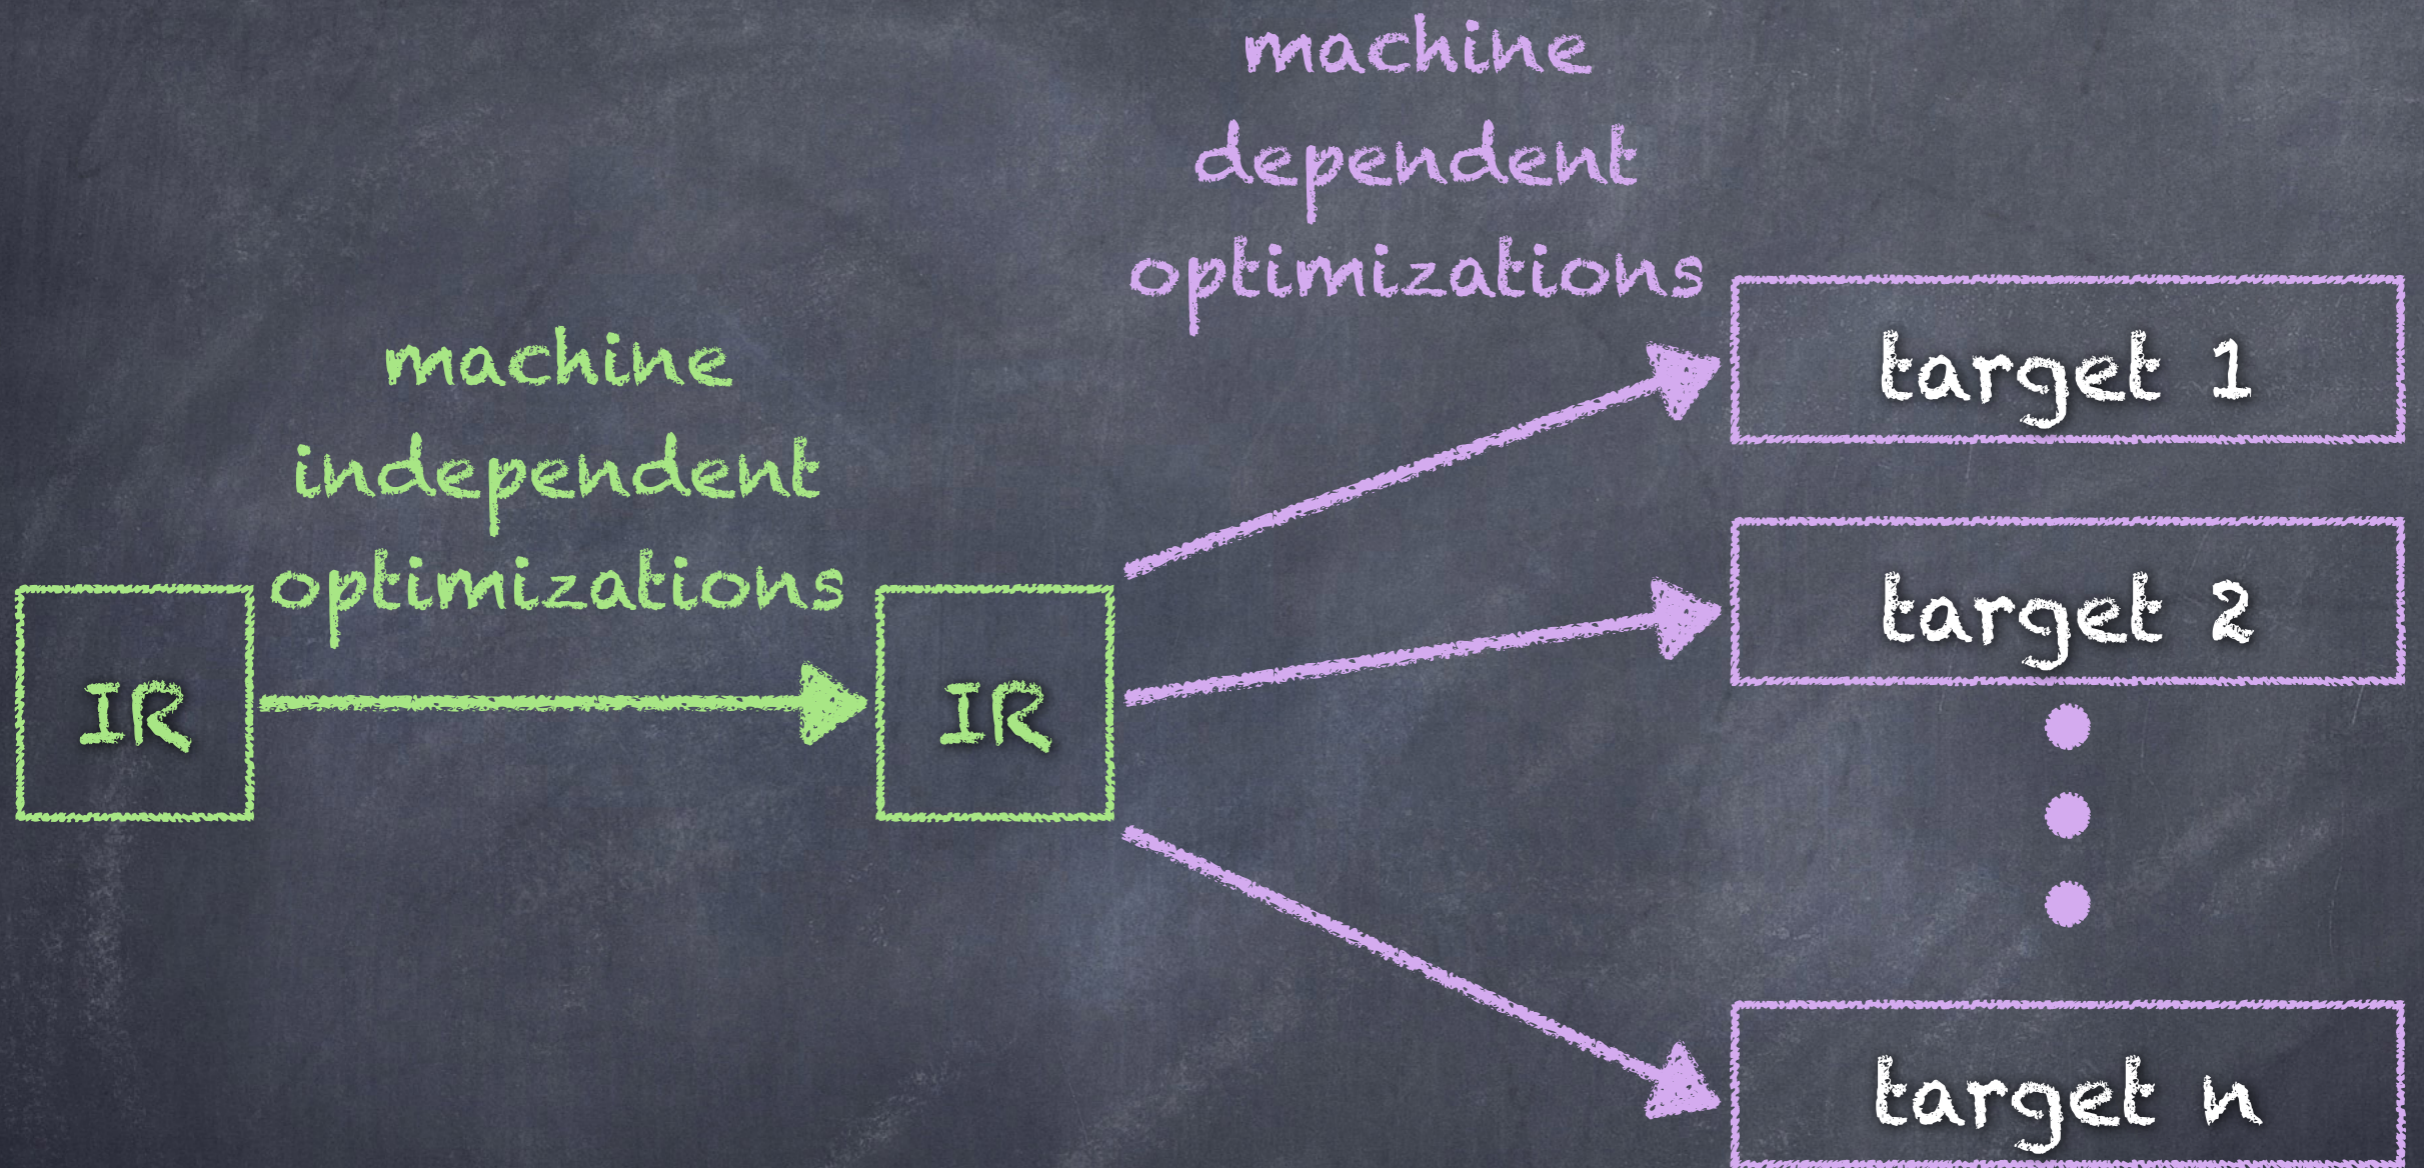 machine
dependent
optimizations
machine
independent
optimizations
IR
IR
target 1
target 2
target n